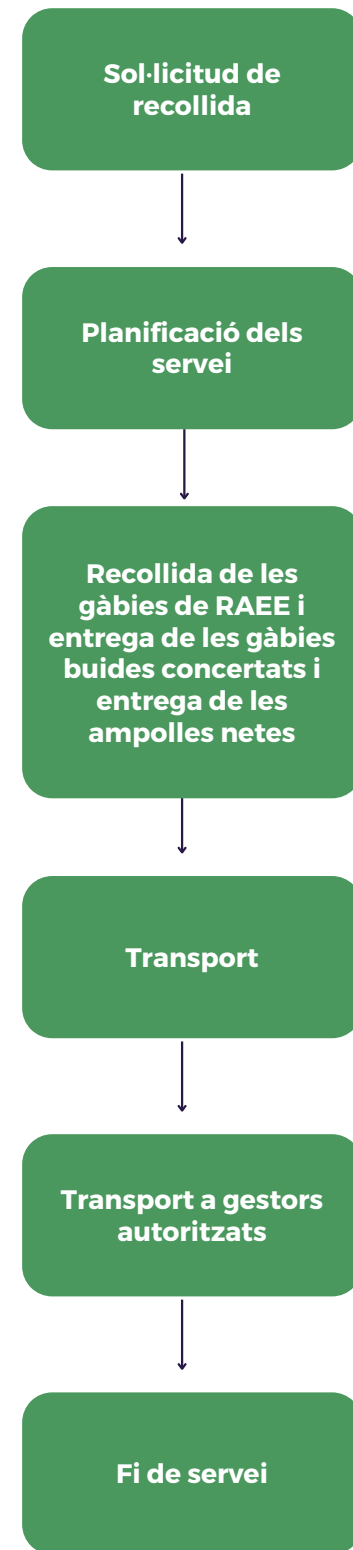 Sol·licitud de
recollida
Planificació dels
servei
Recollida de les
gàbies de RAEE i
entrega de les gàbies
buides concertats i
entrega de les
ampolles netes
Transport
Transport a gestors
autoritzats
Fi de servei